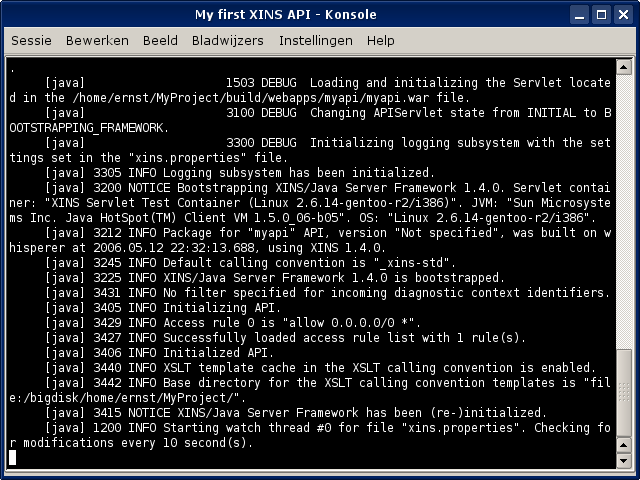 My first XINS API - Konsole
Sessie Bewerken Beeld Bladwijzers Instellingen Help
.
[java] 1503 DEBUG Loading and initializing the Servlet locate
d in the /home/ernst/MyProject/build/webapps/myapi/myapi.war file.
[java] 3100 DEBUG Changing APIServlet state from INITIAL to B
OOTSTRAPPING_FRAMEWORK.
[java] 3300 DEBUG Initializing logging subsystem with the set
tings set in the "xins.properties" file.
[java] 3305 INFO Logging subsystem has been initialized.
[java] 3200 NOTICE Bootstrapping XINS/Java Server Framework 1.4.0. Servlet contai
ner: "XINS Servlet Test Container (Linux 2.6.14-gentoo-r2/i386)". JVM: "Sun Microsyste
ms Inc. Java HotSpot(TM) Client VM 1.5.0_06-b05". OS: "Linux 2.6.14-gentoo-r2/i386".
[java] 3212 INFO Package for "myapi" API, version "Not specified", was built on w
hisperer at 2006.05.12 22:32:13.688, using XINS 1.4.0.
[java] 3245 INFO Default calling convention is "_xins-std".
[java] 3225 INFO XINS/Java Server Framework 1.4.0 is bootstrapped.
[java] 3431 INFO No filter specified for incoming diagnostic context identifiers.
[java] 3405 INFO Initializing API.
[java] 3429 INFO Access rule 0 is "allow 0.0.0.0/0 *".
[java] 3427 INFO Successfully loaded access rule list with 1 rule(s).
[java] 3406 INFO Initialized API.
[java] 3440 INFO XSLT template cache in the XSLT calling convention is enabled.
[java] 3442 INFO Base directory for the XSLT calling convention templates is "fil
e:/bigdisk/home/ernst/MyProject/".
[java] 3415 NOTICE XINS/Java Server Framework has been (re-)initialized.
[java] 1200 INFO Starting watch thread #0 for file "xins.properties". Checking fo
r modifications every 10 second(s).